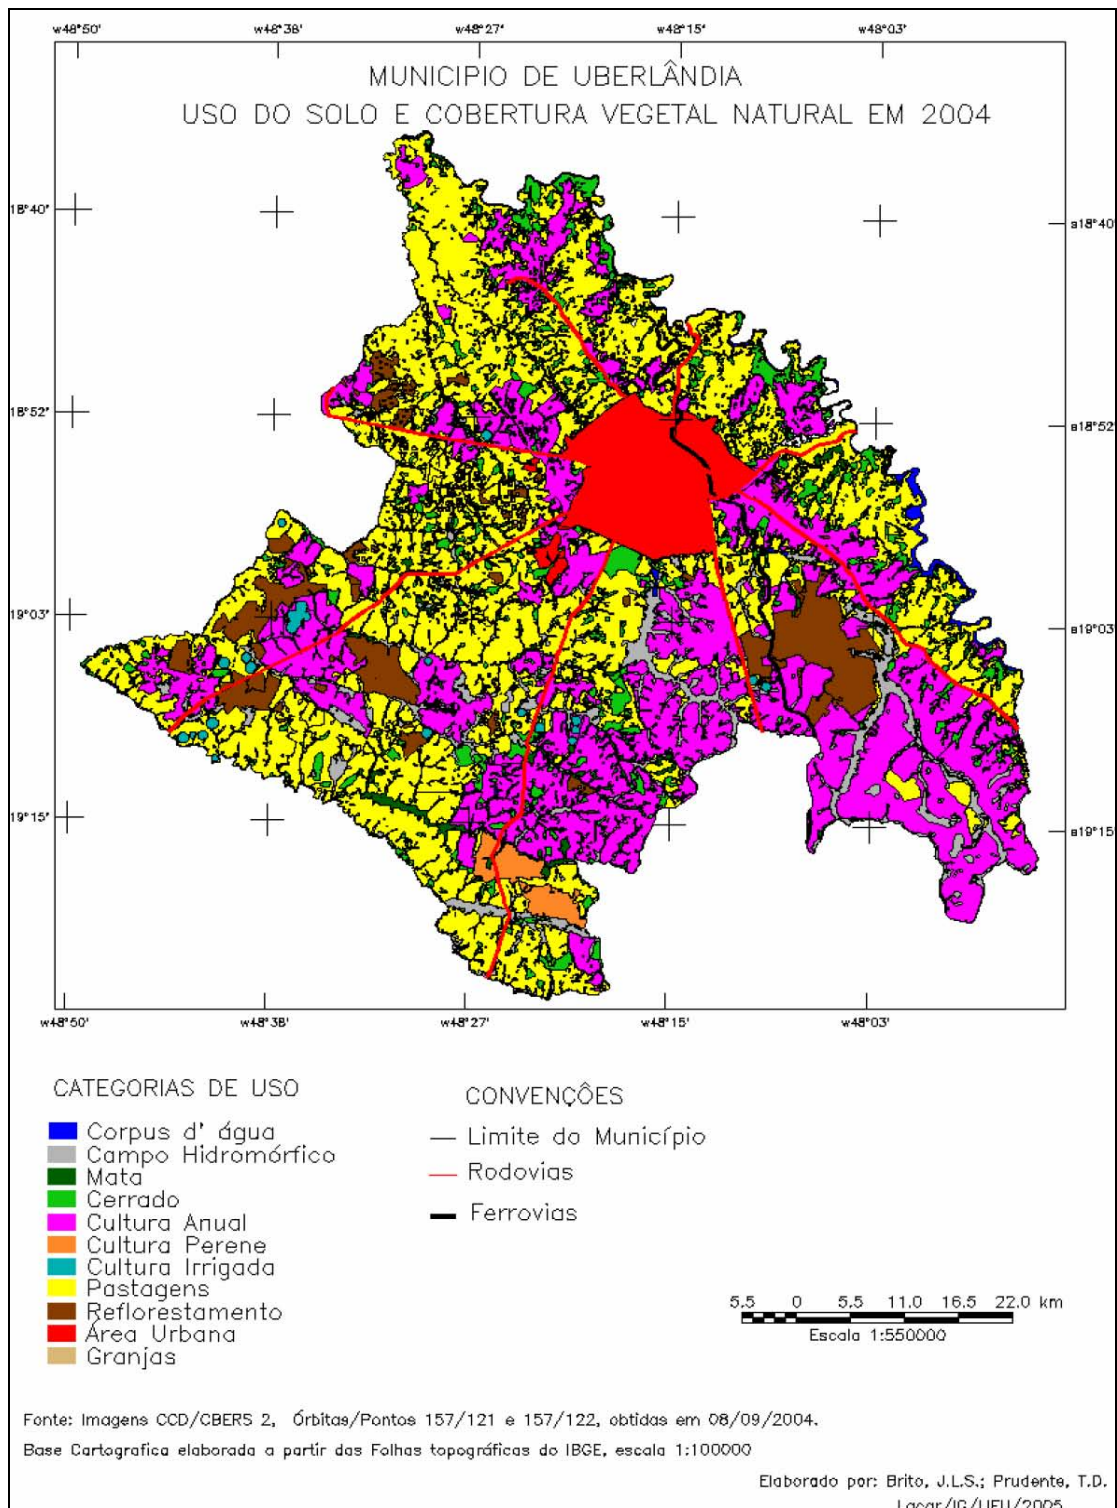 w48°50' w48°38' w48°27' w48°15' w48°03'
MUNICIPIO DE UBERLÂNDIA
USO DO SOLO E COBERTURA VEGETAL NATURAL EM 2004
18°40' s18°40'
18°52' s18°52'
19°03' s19°03'
19°15' s19°15'
w48°50' w48°38' w48°27' w48°15' w48°03'
CATEGORIAS DE USO
Corpus d' água
Campo Hidromórfico
Mata
Cerrado
Cultura Anual
Cultura Perene
Cultura Irrigada
Pastagens
Reflorestamento
Área Urbana
Granjas
CONVENÇÔES
Limite do Município
Rodovias
Ferrovias
5.5 0 5.5 11.0 16.5 22.0 km
Escala 1:550000
Fonte: Imagens CCD/CBERS 2, Órbitas/Pontos 157/121 e 157/122, obtidas em 08/09/2004.
Base Cartografica elaborada a partir das Folhas topográficas do IBGE, escala 1:100000
Elaborado por: Brito, J.L.S.; Prudente, T.D.
Lacar/IG/UFU/2005